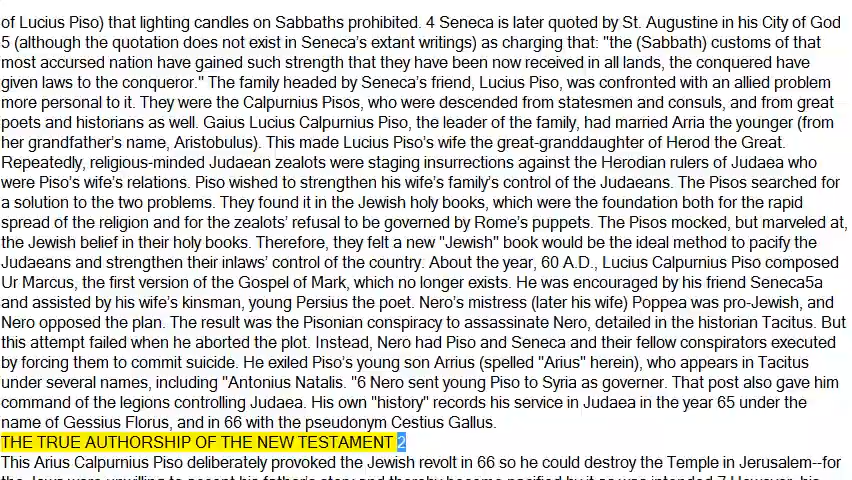 of Lucius Piso) that lighting candles on Sabbaths prohibited. 4 Seneca is later quoted by St. Augustine in his City of God
5 (although the quotation does not exist in Seneca’s extant writings) as charging that: "the (Sabbath) customs of that
most accursed nation have gained such strength that they have been now received in all lands, the conquered have
given laws to the conqueror." The family headed by Seneca’s friend, Lucius Piso, was confronted with an allied problem
more personal to it. They were the Calpurnius Pisos, who were descended from statesmen and consuls, and from great
poets and historians as well. Gaius Lucius Calpurnius Piso, the leader of the family, had married Arria the younger (from
her grandfather’s name, Aristobulus). This made Lucius Piso’s wife the great-granddaughter of Herod the Great.
Repeatedly, religious-minded Judaean zealots were staging insurrections against the Herodian rulers of Judaea who
were Piso’s wife’s relations. Piso wished to strengthen his wife’s family’s control of the Judaeans. The Pisos searched for
a solution to the two problems. They found it in the Jewish holy books, which were the foundation both for the rapid
spread of the religion and for the zealots’ refusal to be governed by Rome’s puppets. The Pisos mocked, but marveled at,
the Jewish belief in their holy books. Therefore, they felt a new "Jewish" book would be the ideal method to pacify the
Judaeans and strengthen their inlaws’ control of the country. About the year, 60 A.D., Lucius Calpurnius Piso composed
Ur Marcus, the first version of the Gospel of Mark, which no longer exists. He was encouraged by his friend Seneca5a
and assisted by his wife’s kinsman, young Persius the poet. Nero’s mistress (later his wife) Poppea was pro-Jewish, and
Nero opposed the plan. The result was the Pisonian conspiracy to assassinate Nero, detailed in the historian Tacitus. But
this attempt failed when he aborted the plot. Instead, Nero had Piso and Seneca and their fellow conspirators executed
by forcing them to commit suicide. He exiled Piso’s young son Arrius (spelled "Arius" herein), who appears in Tacitus
under several names, including "Antonius Natalis. "6 Nero sent young Piso to Syria as governor. That post also gave him
command of the legions controlling Judaea. His own "history" records his service in Judaea in the year 65 under the
name of Gessius Florus, and in 66 with the pseudonym Cestius Gallus.
THE TRUE AUTHORSHIP OF THE NEW TESTAMENT 2
This Arius Calpurnius Piso deliberately provoked the Jewish revolt in 66 so he could destroy the Temple in Jerusalem--for